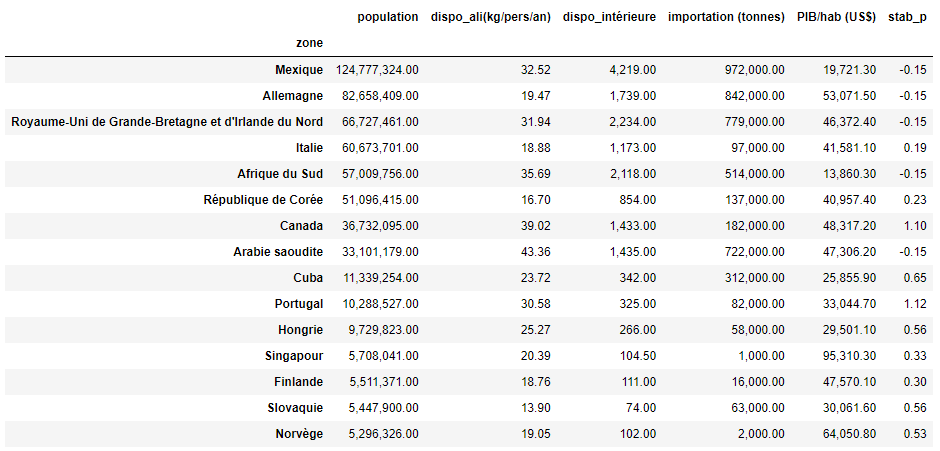 population dispo_ali(kg/pers/an) dispo_intérieure importation (tonnes) PIB/hab (US$) stab_p
zone
Mexique 124,777,324.00 32.52 4,219.00 972,000.00 19,721.30 -0.15
Allemagne 82,658,409.00 19.47 1,739.00 842,000.00 53,071.50 -0.15
Royaume-Uni de Grande-Bretagne et d'Irlande du Nord 66,727,461.00 31.94 2,234.00 779,000.00 46,372.40 -0.15
Italie 60,673,701.00 18.88 1,173.00 97,000.00 41,581.10 0.19
Afrique du Sud 57,009,756.00 35.69 2,118.00 514,000.00 13,860.30 -0.15
République de Corée 51,096,415.00 16.70 854.00 137,000.00 40,957.40 0.23
Canada 36,732,095.00 39.02 1,433.00 182,000.00 48,317.20 1.10
Arabie saoudite 33,101,179.00 43.36 1,435.00 722,000.00 47,306.20 -0.15
Cuba 11,339,254.00 23.72 342.00 312,000.00 25,855.90 0.65
Portugal 10,288,527.00 30.58 325.00 82,000.00 33,044.70 1.12
Hongrie 9,729,823.00 25.27 266.00 58,000.00 29,501.10 0.56
Singapour 5,708,041.00 20.39 104.50 1,000.00 95,310.30 0.33
Finlande 5,511,371.00 18.76 111.00 16,000.00 47,570.10 0.30
Slovaquie 5,447,900.00 13.90 74.00 63,000.00 30,061.60 0.56
Norvège 5,296,326.00 19.05 102.00 2,000.00 64,050.80 0.53